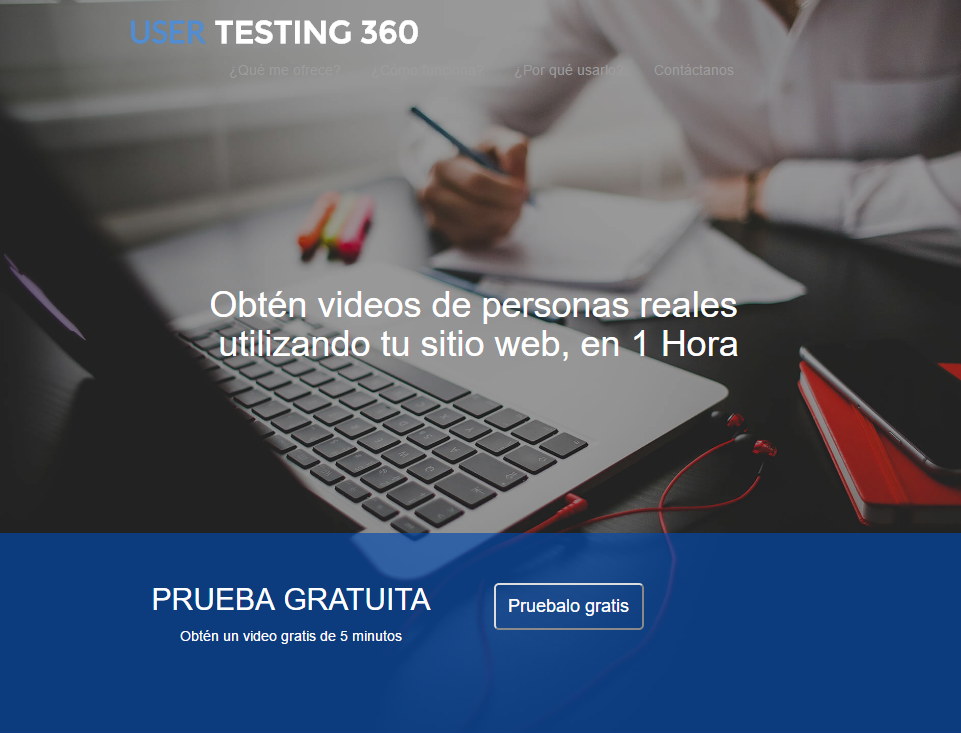 USER TESTING 360
¿Qué me ofrece? ¿Cómo funciona? ¿Por qué usarlo? Contáctanos
Obtén videos de personas reales
utilizando tu sitio web, en 1 Hora
PRUEBA GRATUITA
Pruebalo gratis
Obtén un video gratis de 5 minutos